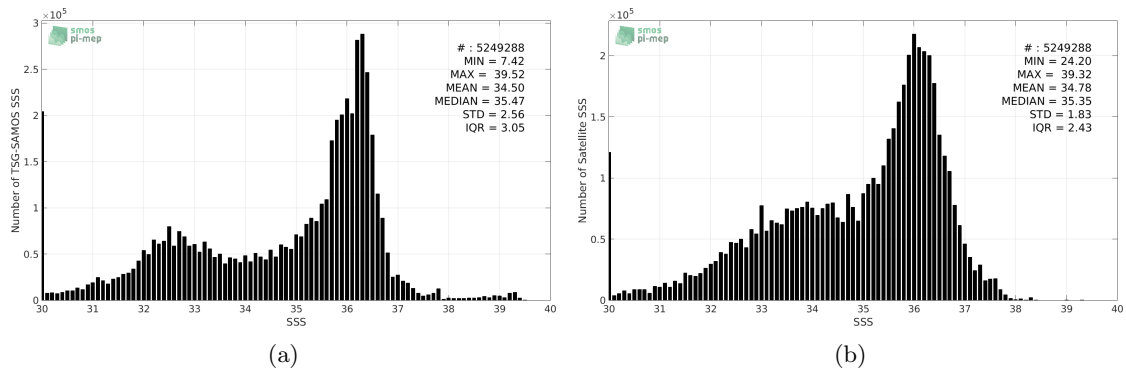 ×10⁵
3
2.5
2
1.5
1
0.5
0
Number of TSG-SAMOS SSS
smos
pi-mep
# : 5249288
MIN = 7.42
MAX = 39.52
MEAN = 34.50
MEDIAN = 35.47
STD = 2.56
IQR = 3.05
30 31 32 33 34 35 36 37 38 39 40
SSS
(a)
×10⁵
2
1.5
1
0.5
0
Number of Satellite SSS
smos
pi-mep
# : 5249288
MIN = 24.20
MAX = 39.32
MEAN = 34.78
MEDIAN = 35.35
STD = 1.83
IQR = 2.43
30 31 32 33 34 35 36 37 38 39 40
SSS
(b)